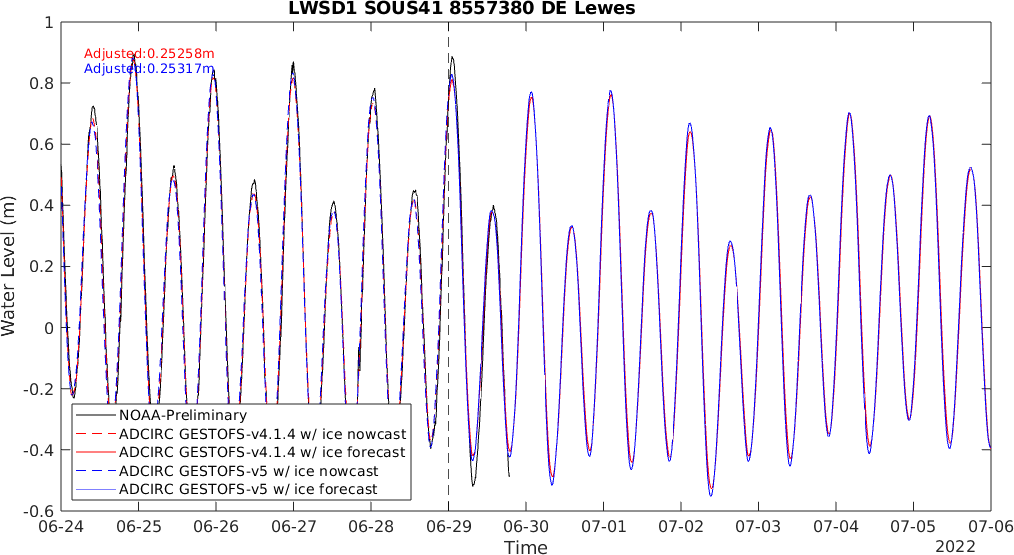 LWSD1 SOUS41 8557380 DE Lewes
Adjusted:0.25258m
Adjusted:0.25317m
Water Level (m)
1
0.8
0.6
0.4
0.2
0
-0.2
-0.4
-0.6
NOAA-Preliminary
ADCIRC GESTOFS-v4.1.4 w/ ice nowcast
ADCIRC GESTOFS-v4.1.4 w/ ice forecast
ADCIRC GESTOFS-v5 w/ ice nowcast
ADCIRC GESTOFS-v5 w/ ice forecast
06-24 06-25 06-26 06-27 06-28 06-29 06-30 07-01 07-02 07-03 07-04 07-05 07-06
Time
2022